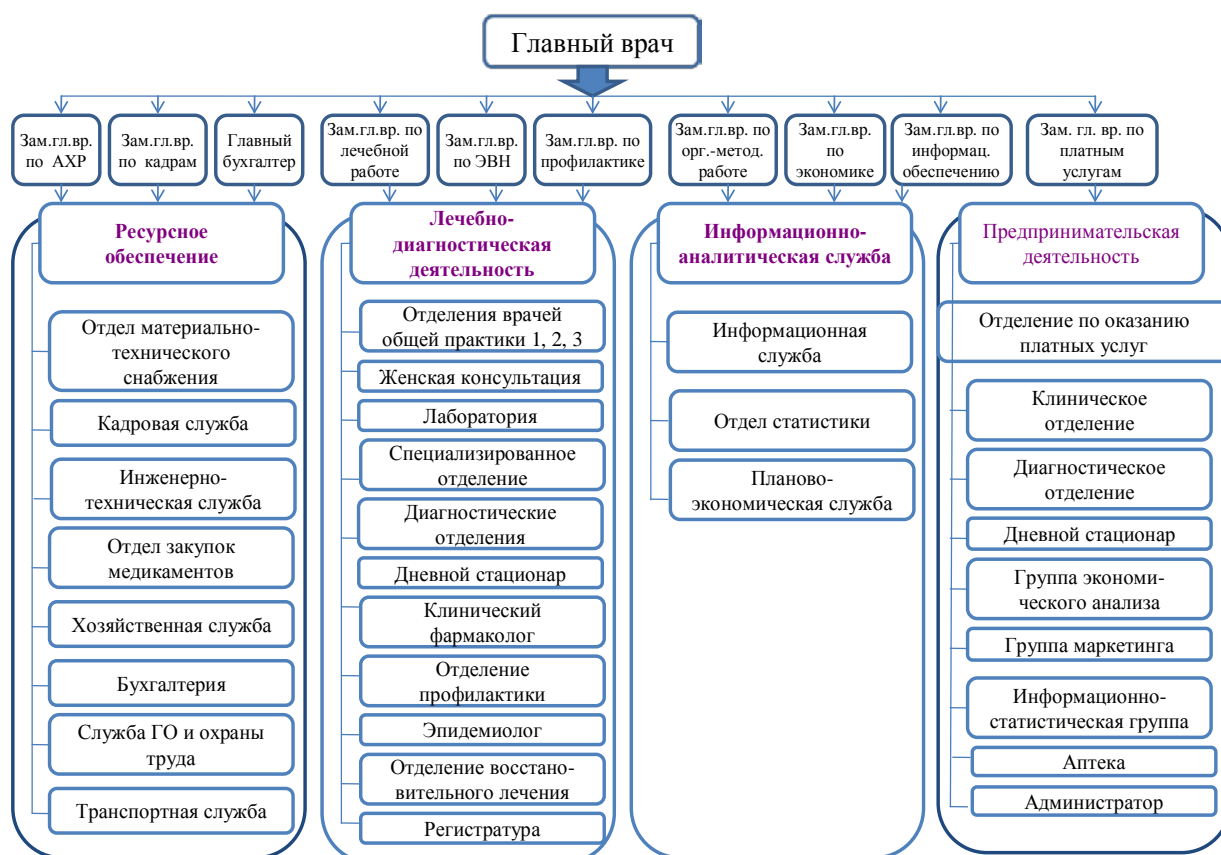 Главный врач
Зам.гл.вр.
по АХР
Зам.гл.вр.
по кадрам
Главный
бухгалтер
Зам.гл.вр. по
лечебной
работе
Зам.гл.вр.
по ЭВН
Зам.гл.вр. по
профилактике
Зам.гл.вр. по
орг.-метод.
работе
Зам.гл.вр.
по
экономике
Зам.гл.вр. по
информац.
обеспечению
Зам. гл. вр. по
платным
услугам
Ресурсное
обеспечение
Отдел материально-
технического
снабжения
Кадровая служба
Инженерно-
техническая служба
Отдел закупок
медикаментов
Хозяйственная служба
Бухгалтерия
Служба ГО и охраны
труда
Транспортная служба
Лечебно-
диагностическая
деятельность
Отделения врачей
общей практики 1, 2, 3
Женская консультация
Лаборатория
Специализированное
отделение
Диагностические
отделения
Дневной стационар
Клинический
фармаколог
Отделение
профилактики
Эпидемиолог
Отделение восстано-
вительного лечения
Регистратура
Информационно-
аналитическая служба
Информационная
служба
Отдел статистики
Планово-
экономическая служба
Предпринимательская
деятельность
Отделение по оказанию
платных услуг
Клиническое
отделение
Диагностическое
отделение
Дневной стационар
Группа экономи-
ческого анализа
Группа маркетинга
Информационно-
статистическая группа
Аптека
Администратор